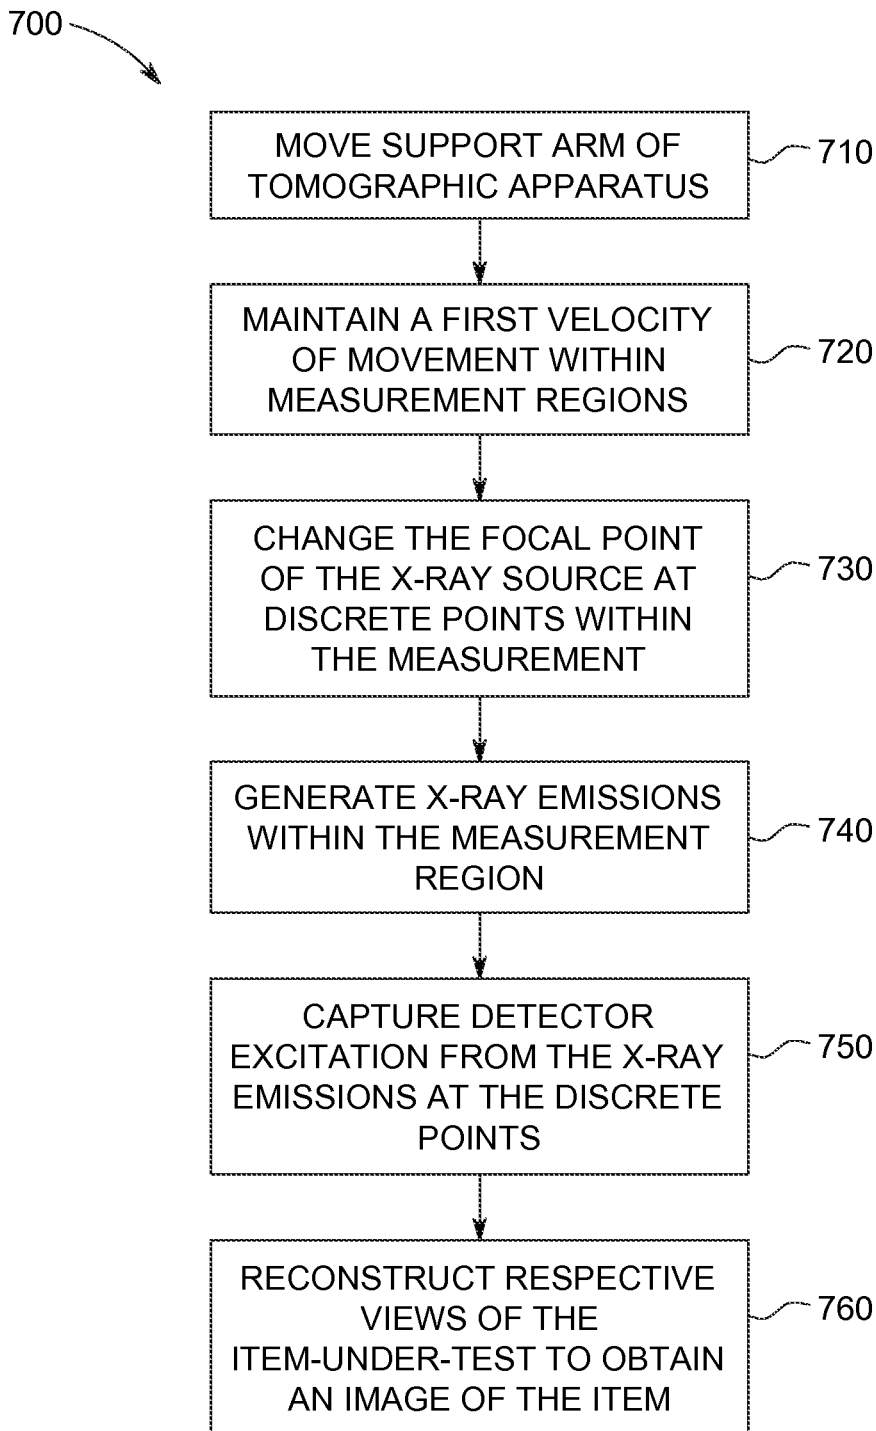 700
MOVE SUPPORT ARM OF
TOMOGRAPHIC APPARATUS
710
MAINTAIN A FIRST VELOCITY
OF MOVEMENT WITHIN
MEASUREMENT REGIONS
720
CHANGE THE FOCAL POINT
OF THE X-RAY SOURCE AT
DISCRETE POINTS WITHIN
THE MEASUREMENT
730
GENERATE X-RAY EMISSIONS
WITHIN THE MEASUREMENT
REGION
740
CAPTURE DETECTOR
EXCITATION FROM THE X-RAY
EMISSIONS AT THE DISCRETE
POINTS
750
RECONSTRUCT RESPECTIVE
VIEWS OF THE
ITEM-UNDER-TEST TO OBTAIN
AN IMAGE OF THE ITEM
760